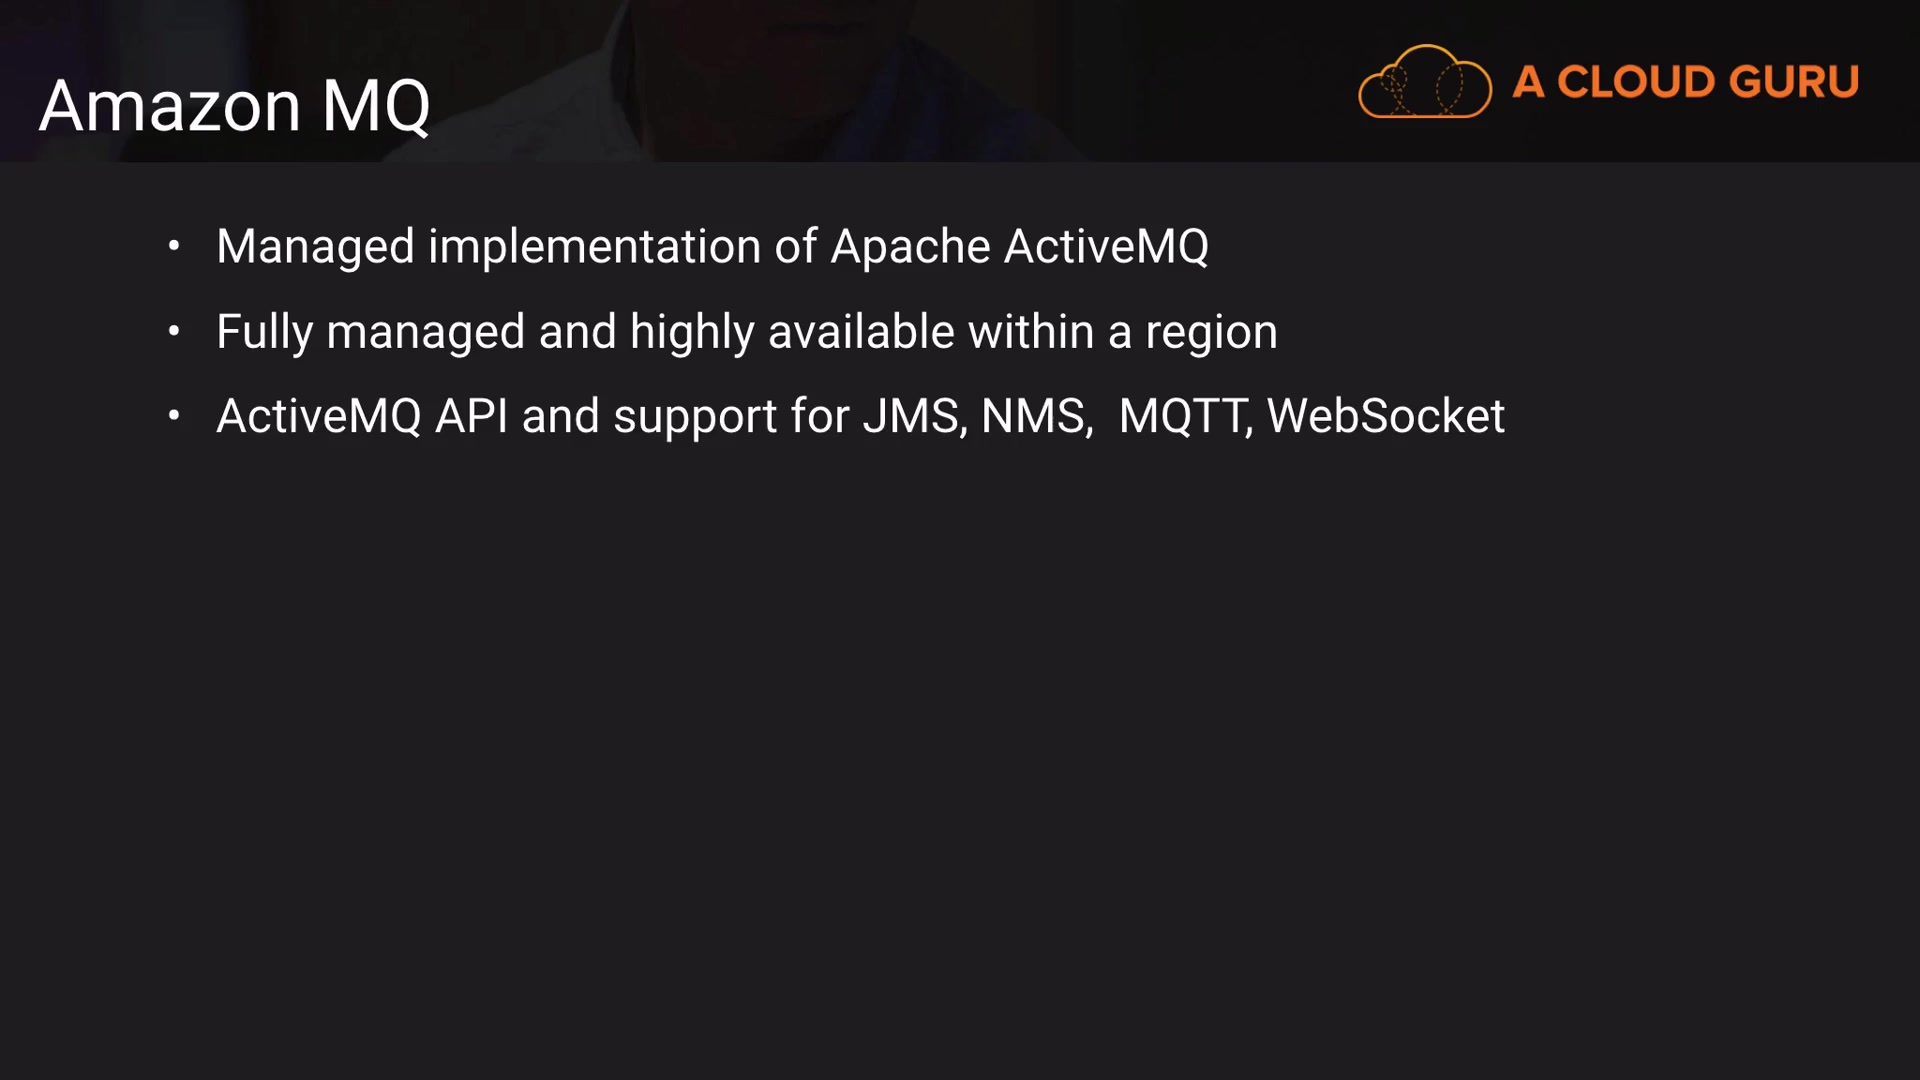 Amazon MQ
A CLOUD GURU
• Managed implementation of Apache ActiveMQ
• Fully managed and highly available within a region
• ActiveMQ API and support for JMS, NMS,  MQTT, WebSocket